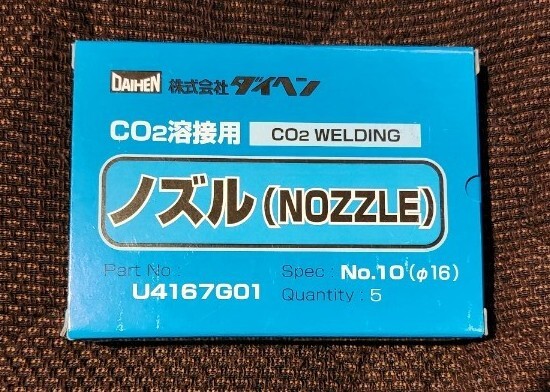 DAIHEN 株式会社ダイヘン
CO2溶接用 CO2 WELDING
ノズル(NOZZLE)
Part No : Spec : No.10 (φ16)
U4167G01 Quantity : 5